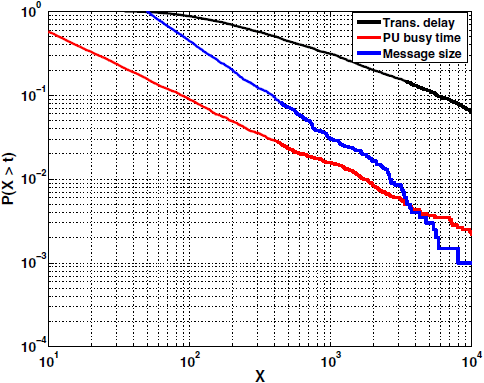 10^0
10^-1
10^-2
10^-3
10^-4
P(X > t)
Trans. delay
PU busy time
Message size
10^1
10^2
10^3
10^4
X